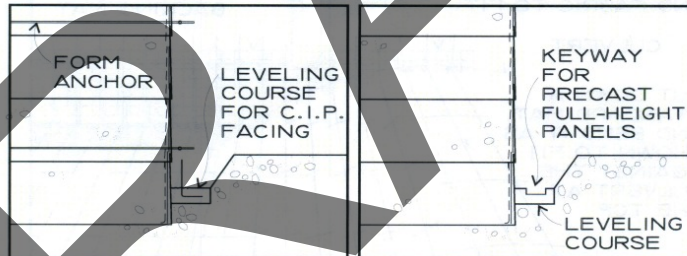 FORM
ANCHOR
LEVELING
COURSE
FOR C.I.P.
FACING
KEYWAY
FOR
PRECAST
FULL-HEIGHT
PANELS
LEVELING
COURSE